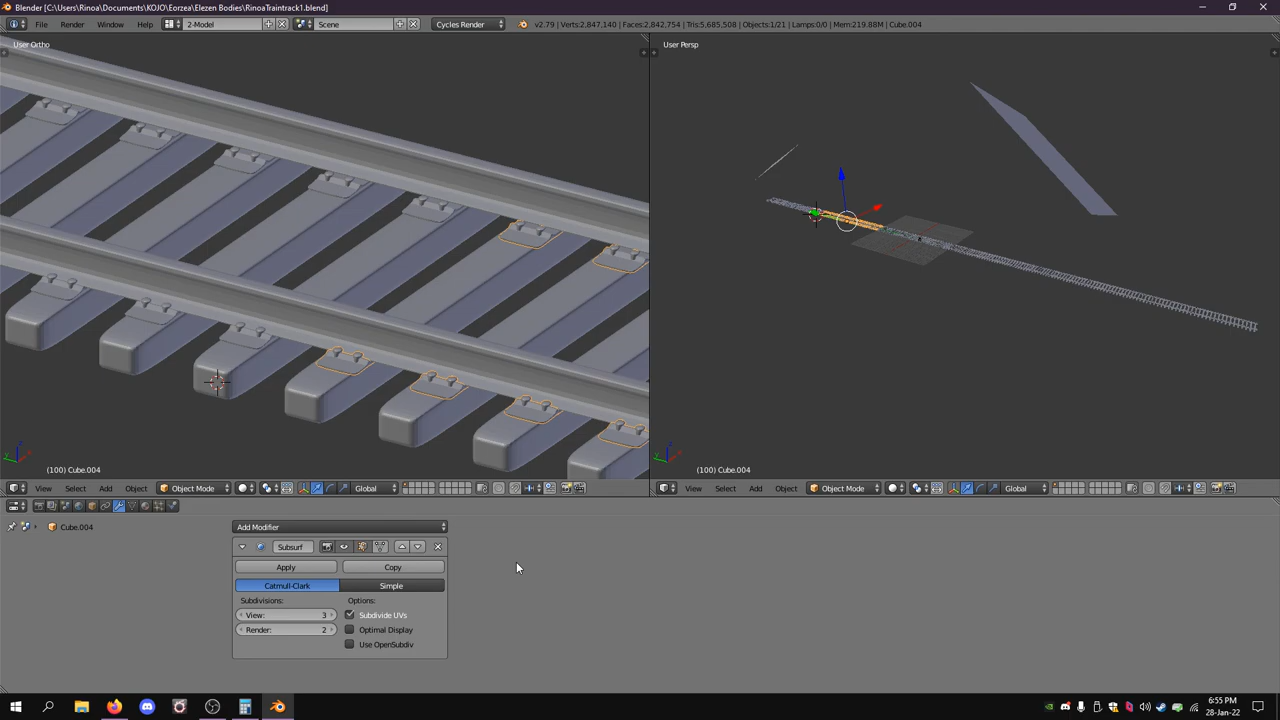 Blender [C:\Users\Rinoa\Documents\KOJO\Eorzea\Elezen Bodies\RinoaTraintrack1.blend]
File Render Window Help 2-Model Scene Cycles Render v2.79 | Verts:2,847,140 | Faces:2,842,754 | Tris:5,685,508 | Objects:1/21 | Lamps:0/0 | Mem:219.88M | Cube.004
User Ortho
User Persp
(100) Cube.004
(100) Cube.004
View Select Add Object Object Mode Global
View Select Add Object Object Mode Global
Cube.004
Add Modifier
Subsurf
Apply Copy
Catmull-Clark Simple
Subdivisions: Options:
View: 3 Subdivide UVs
Render: 2 Optimal Display
Use OpenSubdiv
6:55 PM
28-Jan-22